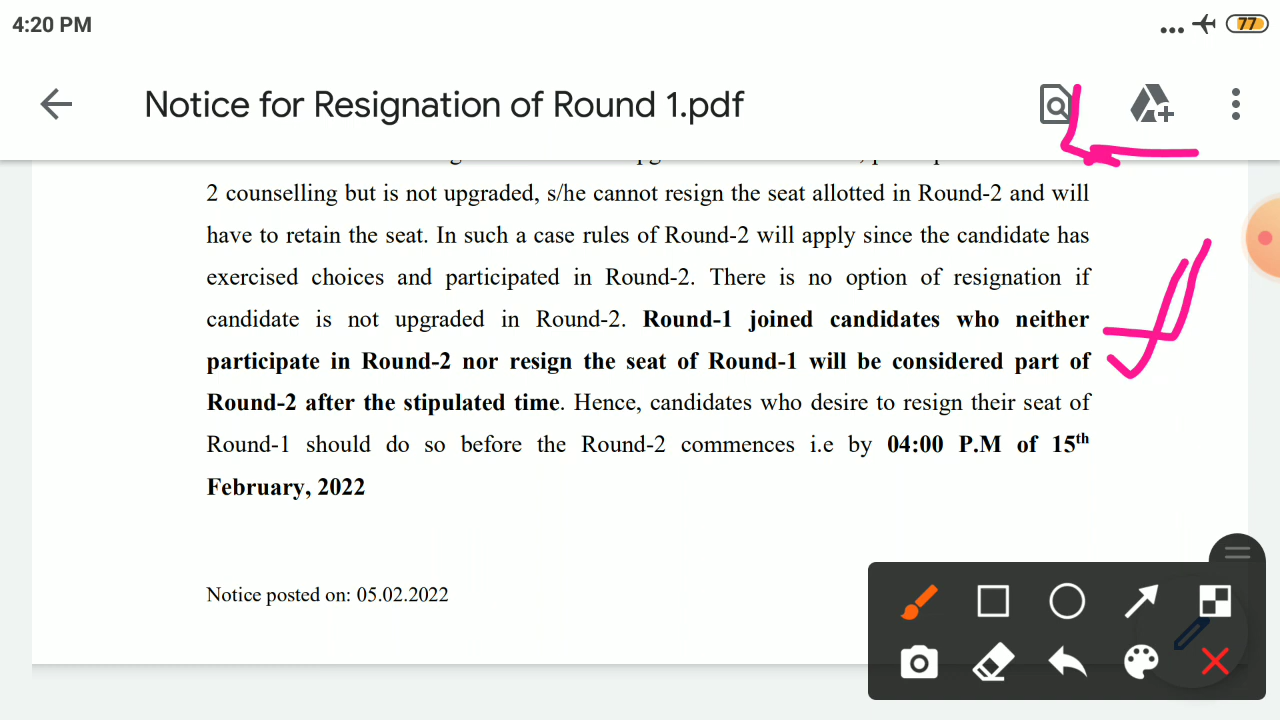 4:20 PM
77
Notice for Resignation of Round 1.pdf
2 counselling but is not upgraded, s/he cannot resign the seat allotted in Round-2 and will
have to retain the seat. In such a case rules of Round-2 will apply since the candidate has
exercised choices and participated in Round-2. There is no option of resignation if
candidate is not upgraded in Round-2. Round-1 joined candidates who neither
participate in Round-2 nor resign the seat of Round-1 will be considered part of
Round-2 after the stipulated time. Hence, candidates who desire to resign their seat of
Round-1 should do so before the Round-2 commences i.e by 04:00 P.M of 15th
February, 2022
Notice posted on: 05.02.2022